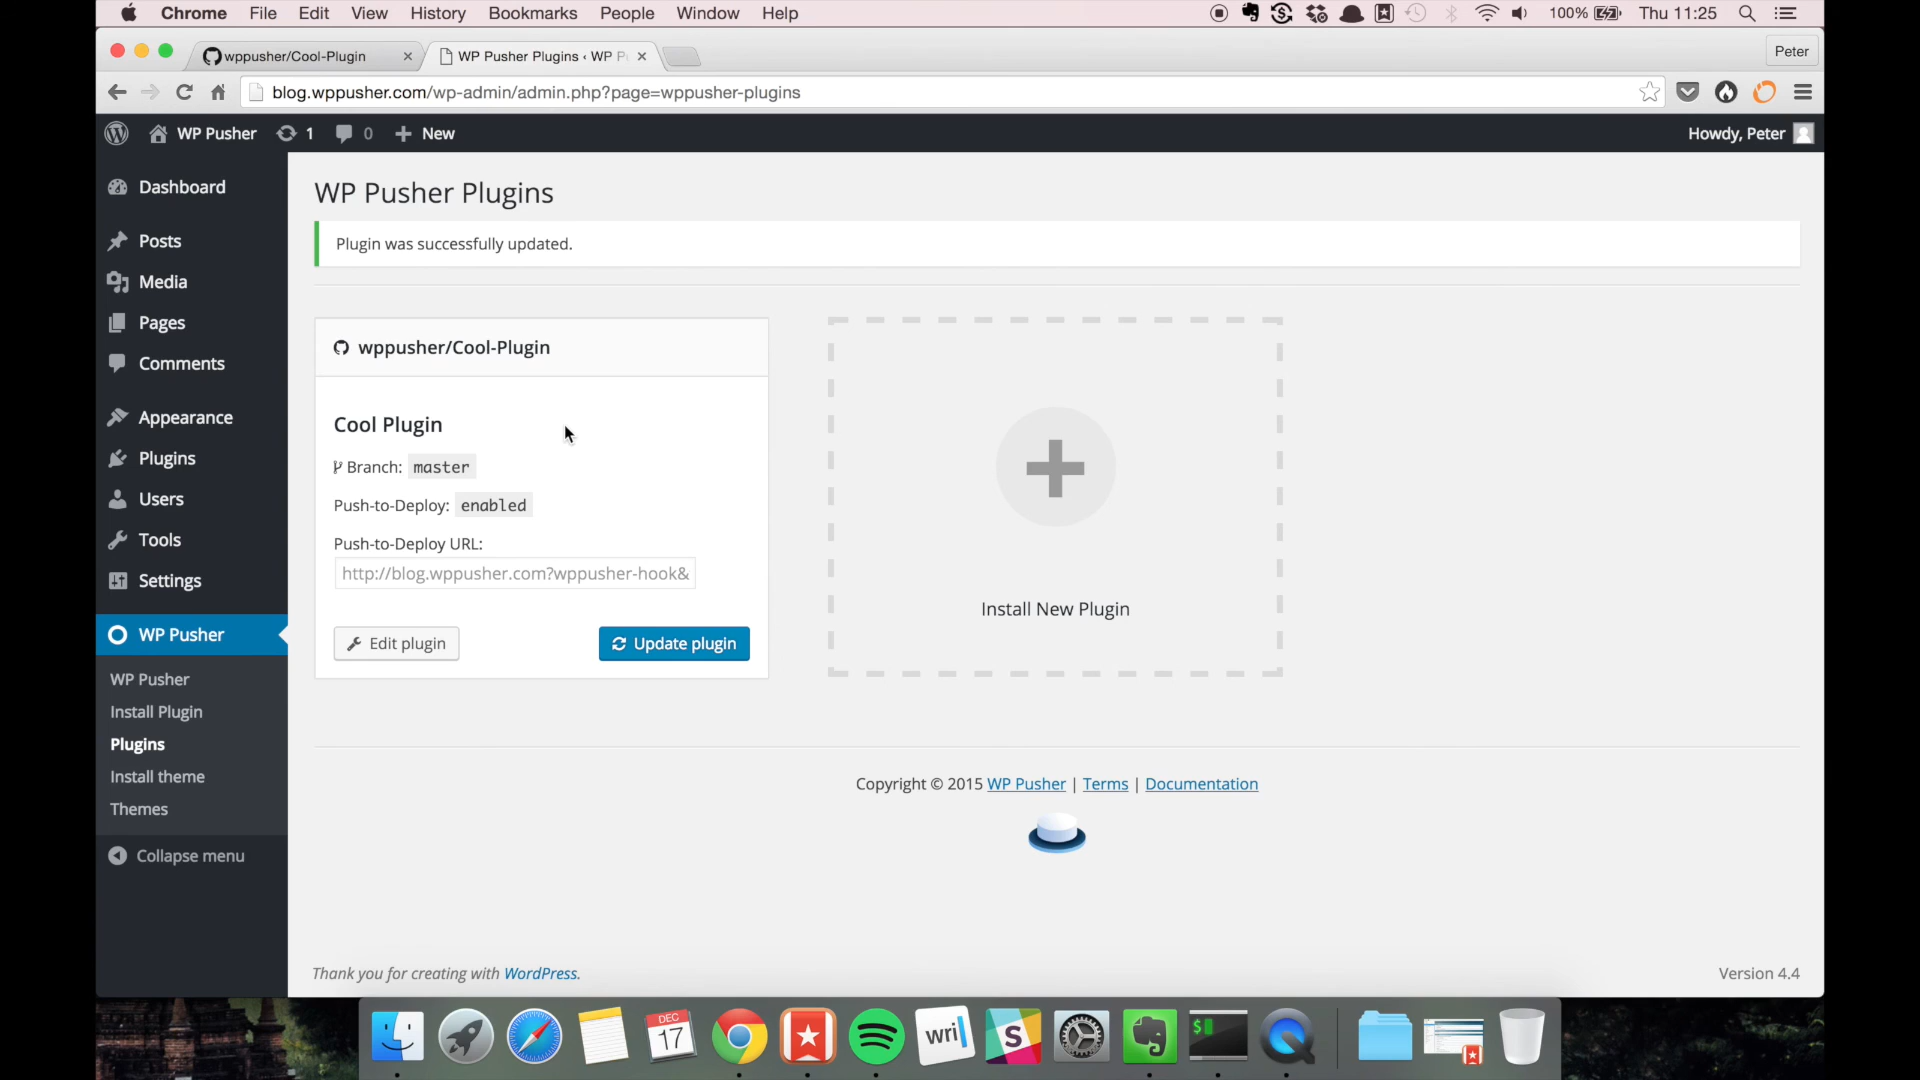 Chrome File Edit View History Bookmarks People Window Help 100% Thu 11:25
wppusher/Cool-Plugin WP Pusher Plugins ‹ WP P Peter
blog.wppusher.com/wp-admin/admin.php?page=wppusher-plugins
WP Pusher 1 0 New Howdy, Peter
Dashboard
Posts
Media
Pages
Comments
Appearance
Plugins
Users
Tools
Settings
WP Pusher
WP Pusher
Install Plugin
Plugins
Install theme
Themes
Collapse menu
WP Pusher Plugins
Plugin was successfully updated.
wppusher/Cool-Plugin
Cool Plugin
Branch: master
Push-to-Deploy: enabled
Push-to-Deploy URL:
http://blog.wppusher.com?wppusher-hook&
Edit plugin Update plugin
Install New Plugin
Copyright © 2015 WP Pusher | Terms | Documentation
Thank you for creating with WordPress. Version 4.4
DEC
17
wri
S
$